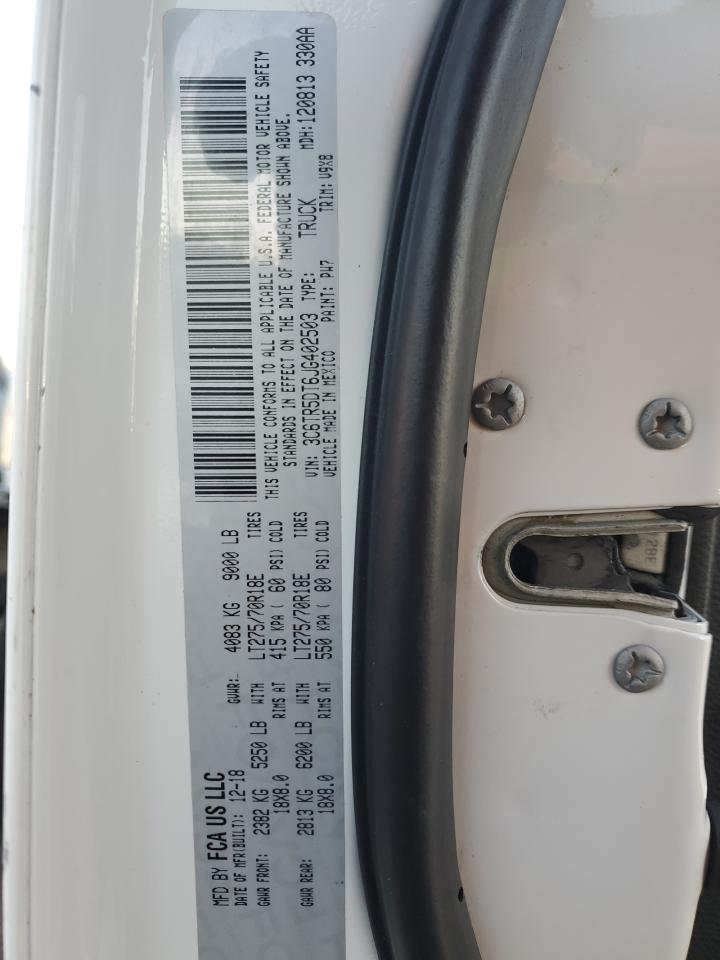 MFD BY FCA US LLC
DATE OF MFR(BUILT): 12-18 GVWR: 4083 KG 9000 LB
GAWR FRONT: 2382 KG 5250 LB WITH LT275/70R18E TIRES
18X8.0 RIMS AT 415 KPA ( 60 PSI) COLD
GAWR REAR: 2813 KG 6200 LB WITH LT275/70R18E TIRES
18X8.0 RIMS AT 550 KPA ( 80 PSI) COLD
THIS VEHICLE CONFORMS TO ALL APPLICABLE U.S.A. FEDERAL MOTOR VEHICLE SAFETY
STANDARDS IN EFFECT ON THE DATE OF MANUFACTURE SHOWN ABOVE.
VIN: 3C6TR5DT6JG402503 TYPE: TRUCK MDH:120813 330AA
VEHICLE MADE IN MEXICO PAINT: PW7 TRIM: V9X8